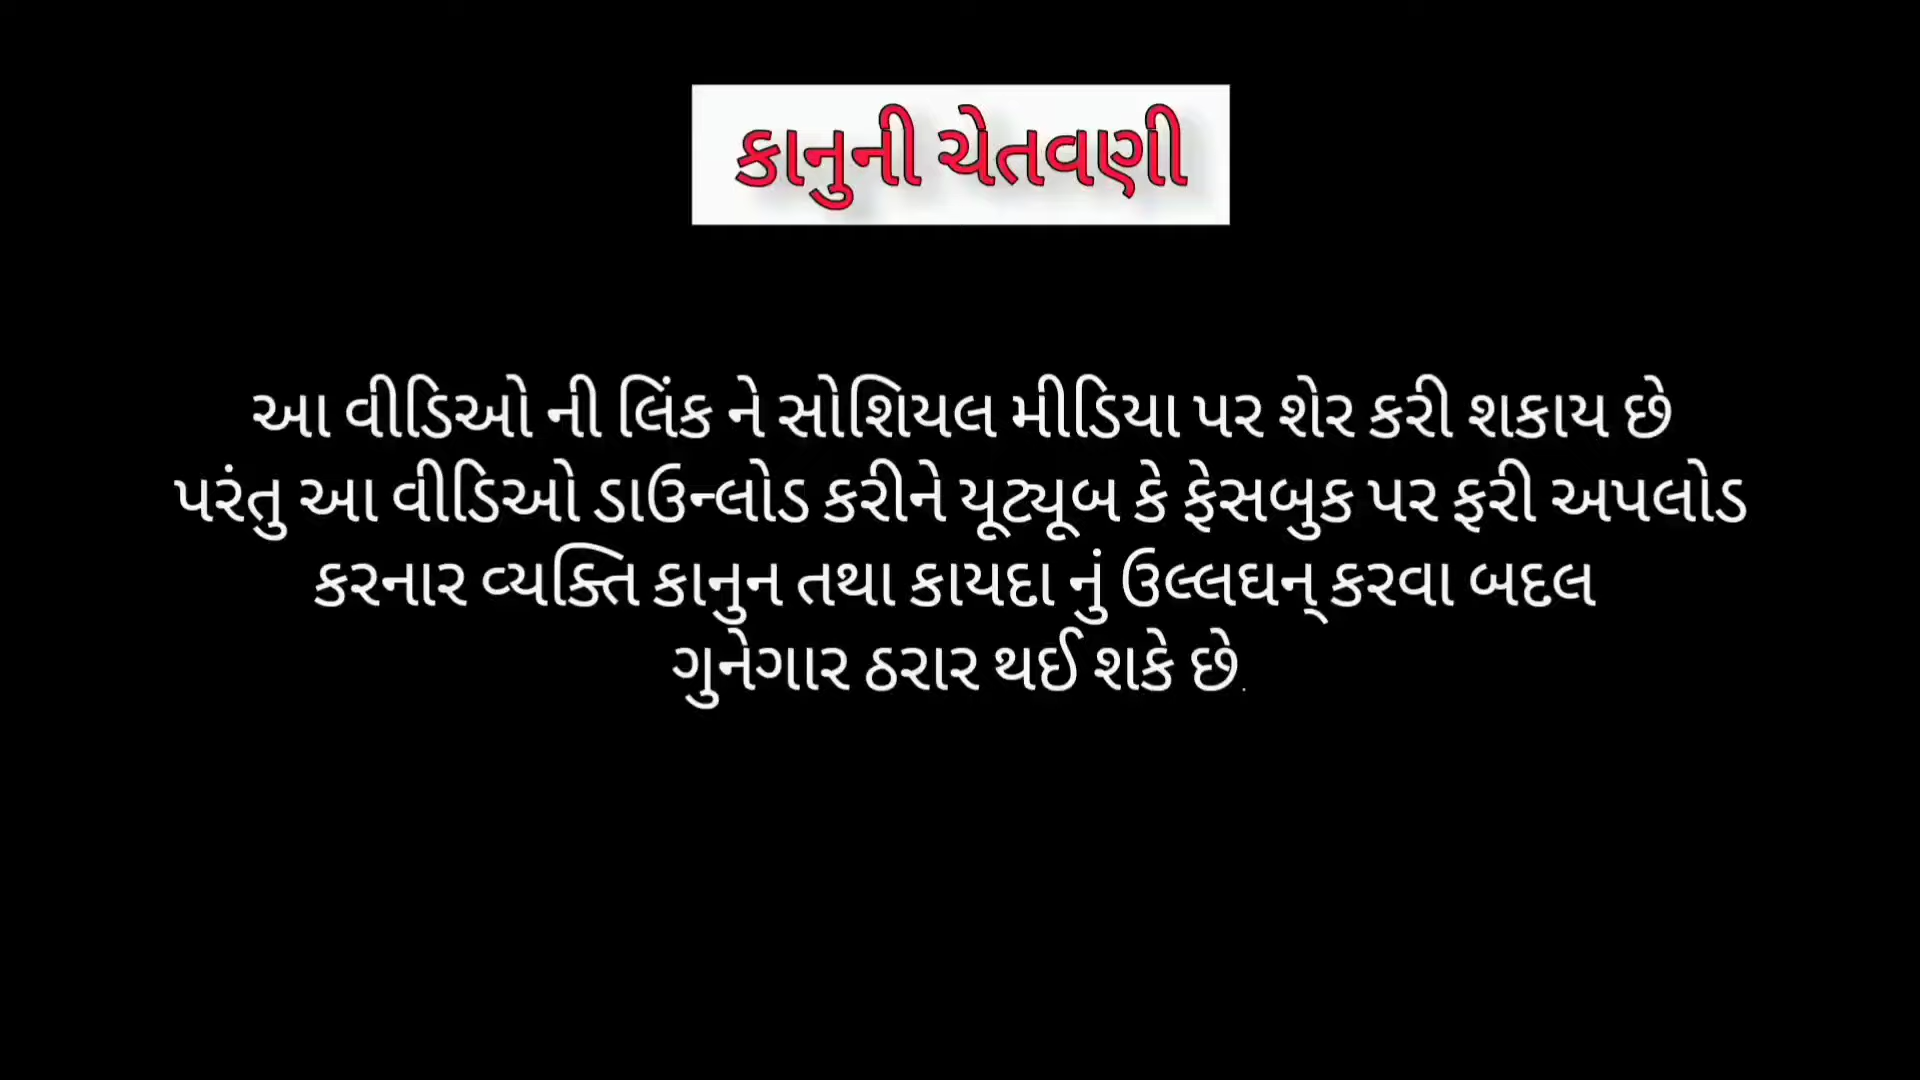 કાનુની ચેતવણી
આ વીડિઓ ની લિંક ને સોશિયલ મીડિયા પર શેર કરી શકાય છે
પરંતુ આ વીડિઓ ડાઉન્લોડ કરીને યૂટ્યૂબ કે ફેસબુક પર ફરી અપલોડ
કરનાર વ્યક્તિ કાનુન તથા કાયદા નું ઉલ્લઘન્ કરવા બદલ
ગુનેગાર ઠરાર થઈ શકે છે.